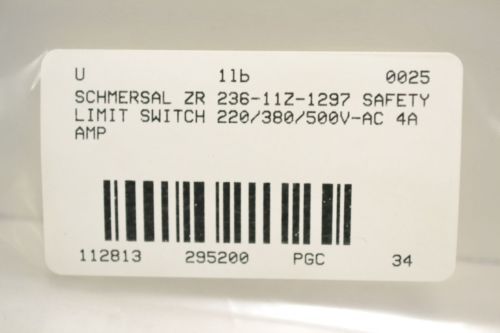 U 1lb 0025
SCHMERSAL ZR 236-11Z-1297 SAFETY
LIMIT SWITCH 220/380/500V-AC 4A
AMP
112813 295200 PGC 34